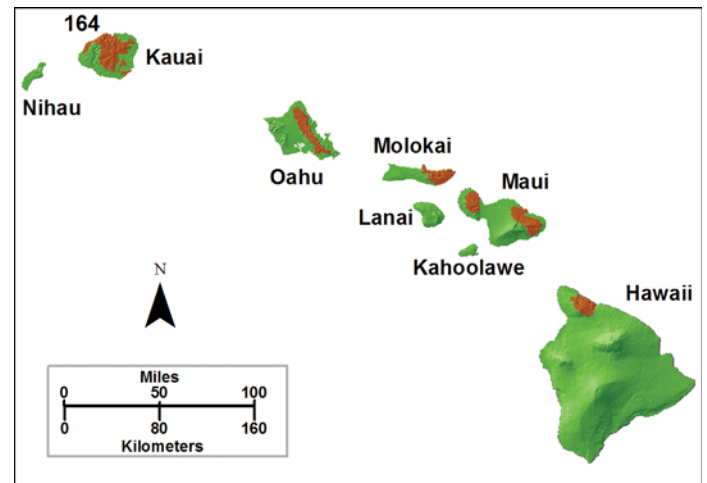 164
Kauai
Nihau
Oahu
Molokai
Maui
Lanai
Kahoolawe
Hawaii
N
Miles
0 50 100
0 80 160
Kilometers